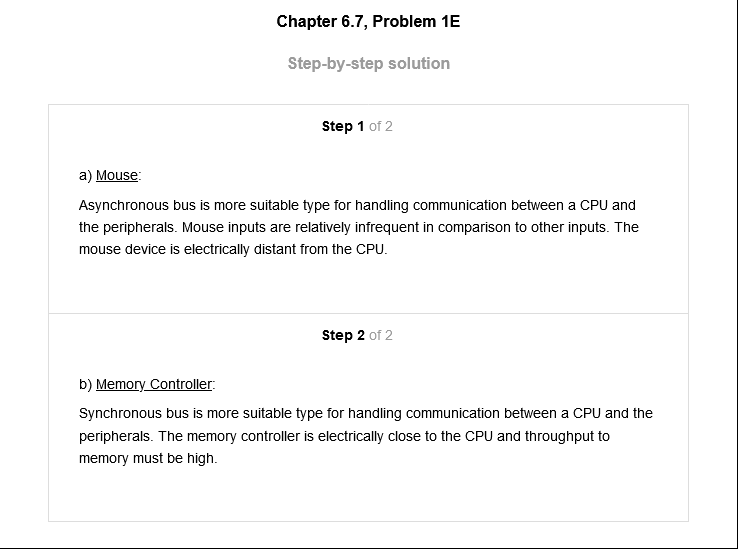 Chapter 6.7, Problem 1E
Step-by-step solution
Step 1 of 2
a) Mouse:
Asynchronous bus is more suitable type for handling communication between a CPU and
the peripherals. Mouse inputs are relatively infrequent in comparison to other inputs. The
mouse device is electrically distant from the CPU.
Step 2 of 2
b) Memory Controller:
Synchronous bus is more suitable type for handling communication between a CPU and the
peripherals. The memory controller is electrically close to the CPU and throughput to
memory must be high.